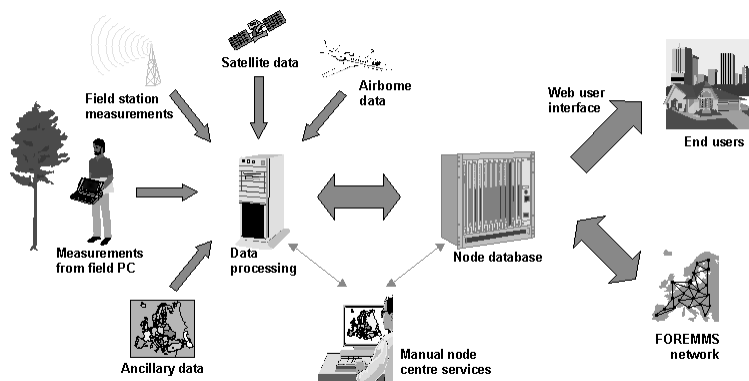 Satellite data
Field station
measurements
Airborne
data
Web user
interface
End users
Measurements
from field PC
Data
processing
Node database
Ancillary data
Manual node
centre services
FOREMMS
network